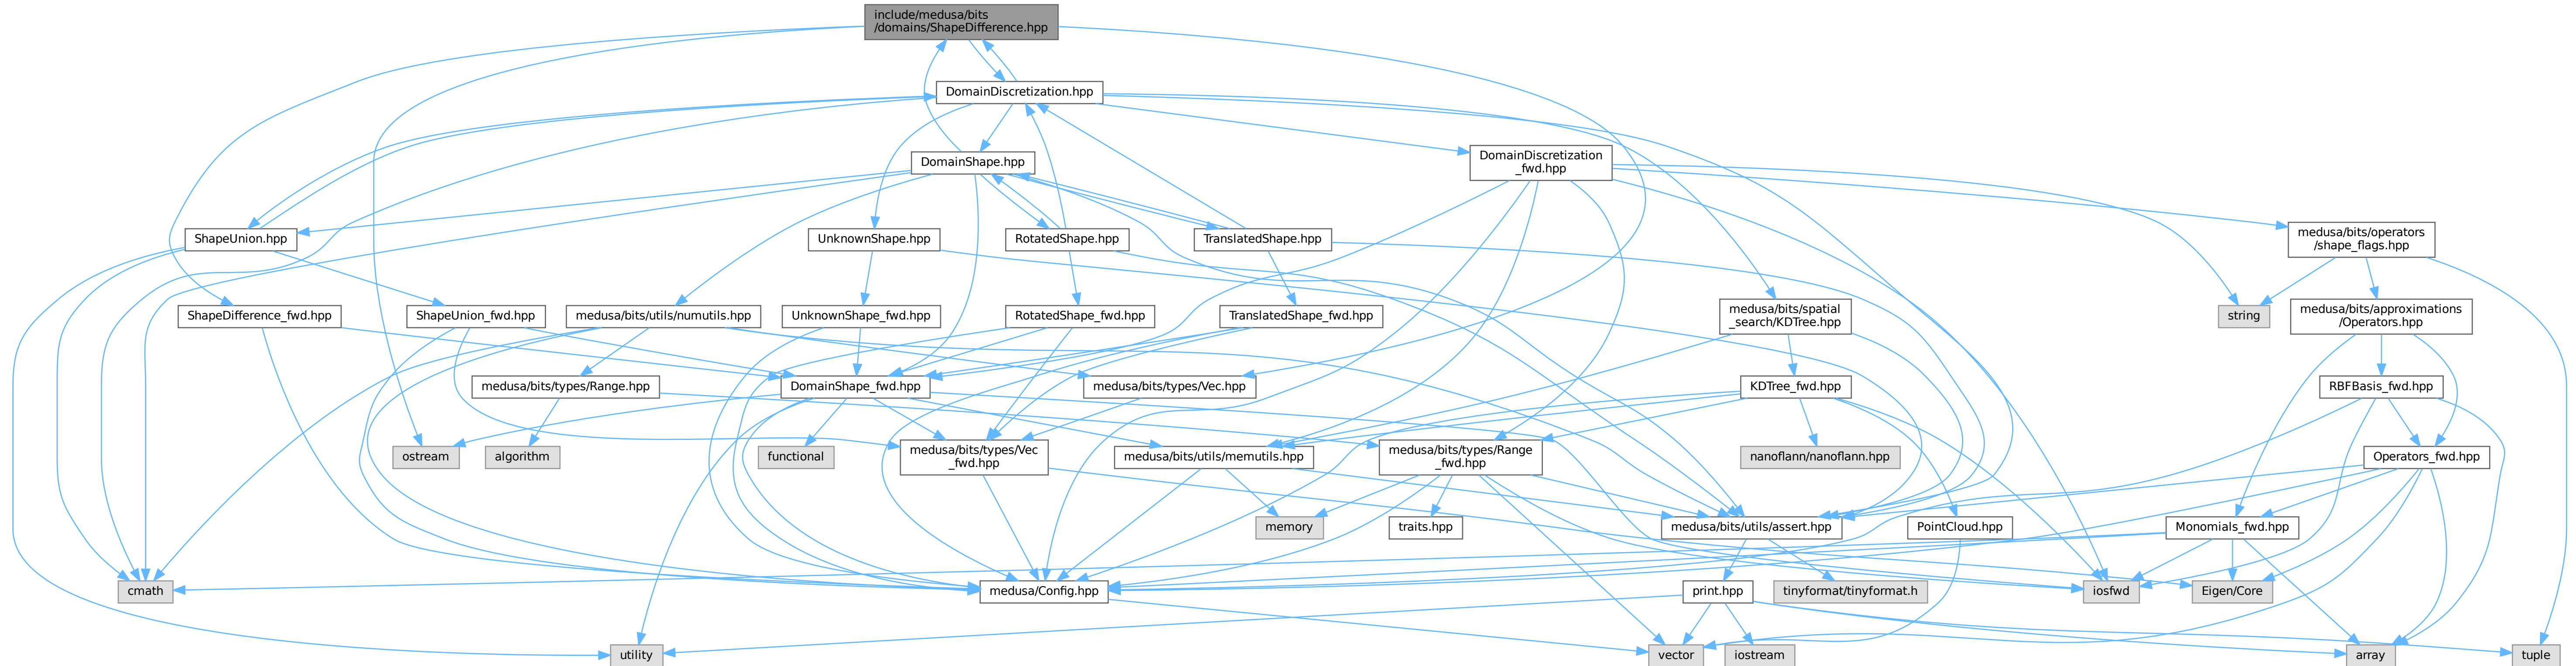 include/medusa/bits
/domains/ShapeDifference.hpp
DomainDiscretization.hpp
DomainShape.hpp
DomainDiscretization
_fwd.hpp
ShapeUnion.hpp
UnknownShape.hpp
RotatedShape.hpp
TranslatedShape.hpp
medusa/bits/operators
/shape_flags.hpp
ShapeDifference_fwd.hpp
ShapeUnion_fwd.hpp
medusa/bits/utils/numutils.hpp
UnknownShape_fwd.hpp
RotatedShape_fwd.hpp
TranslatedShape_fwd.hpp
medusa/bits/spatial
_search/KDTree.hpp
string
medusa/bits/approximations
/Operators.hpp
medusa/bits/types/Range.hpp
DomainShape_fwd.hpp
medusa/bits/types/Vec.hpp
KDTree_fwd.hpp
RBFBasis_fwd.hpp
ostream
algorithm
functional
medusa/bits/types/Vec
_fwd.hpp
medusa/bits/utils/memutils.hpp
medusa/bits/types/Range
_fwd.hpp
nanoflann/nanoflann.hpp
Operators_fwd.hpp
memory
traits.hpp
medusa/bits/utils/assert.hpp
PointCloud.hpp
Monomials_fwd.hpp
cmath
medusa/Config.hpp
print.hpp
tinyformat/tinyformat.h
iosfwd
Eigen/Core
utility
vector
iostream
array
tuple